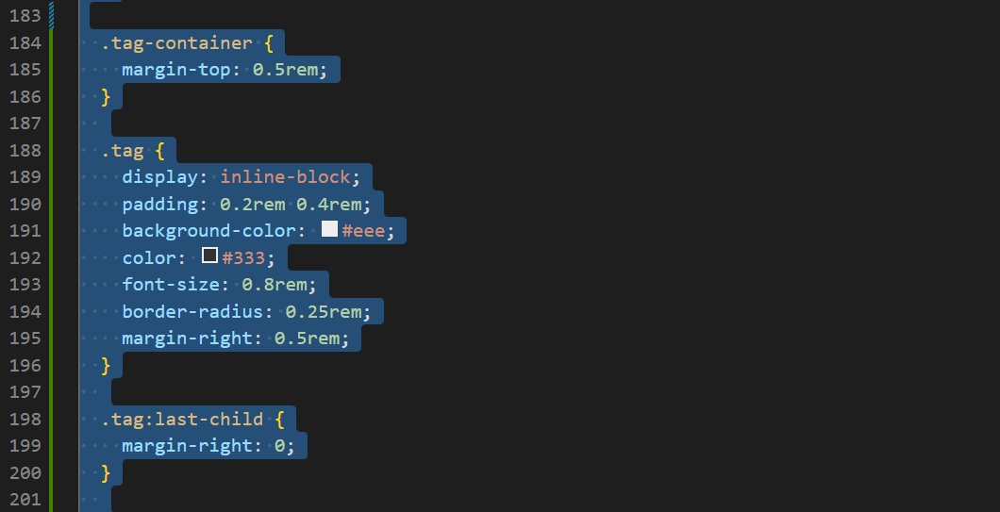 183
184 .tag-container {
185 margin-top: 0.5rem;
186 }
187
188 .tag {
189 display: inline-block;
190 padding: 0.2rem 0.4rem;
191 background-color: #eee;
192 color: #333;
193 font-size: 0.8rem;
194 border-radius: 0.25rem;
195 margin-right: 0.5rem;
196 }
197
198 .tag:last-child {
199 margin-right: 0;
200 }
201